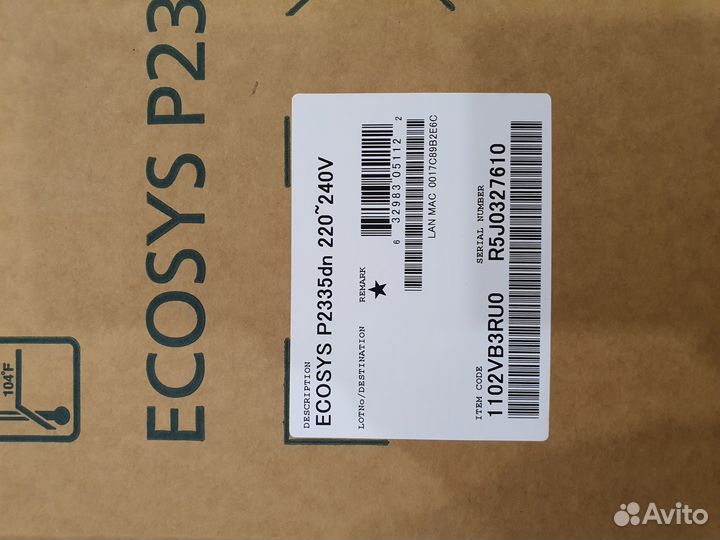 ECOSYS P23
104°F
DESCRIPTION
ECOSYS P2335dn 220~240V
LOTNo/DESTINATION REMARK
★
6 32983 05112 2
LAN MAC 0017C89B2E6C
ITEM CODE SERIAL NUMBER
1102VB3RU0 R5J0327610
Avito